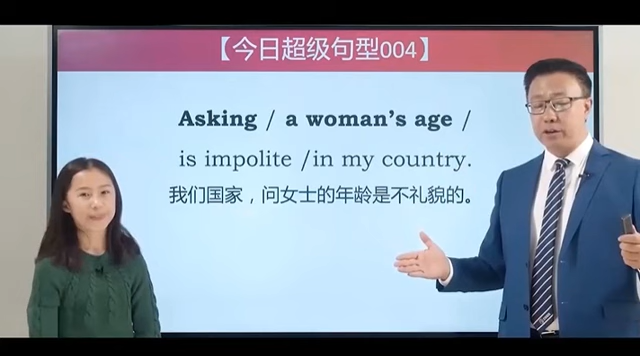 【今日超级句型004】
Asking / a woman’s age /
is impolite /in my country.
我们国家，问女士的年龄是不礼貌的。